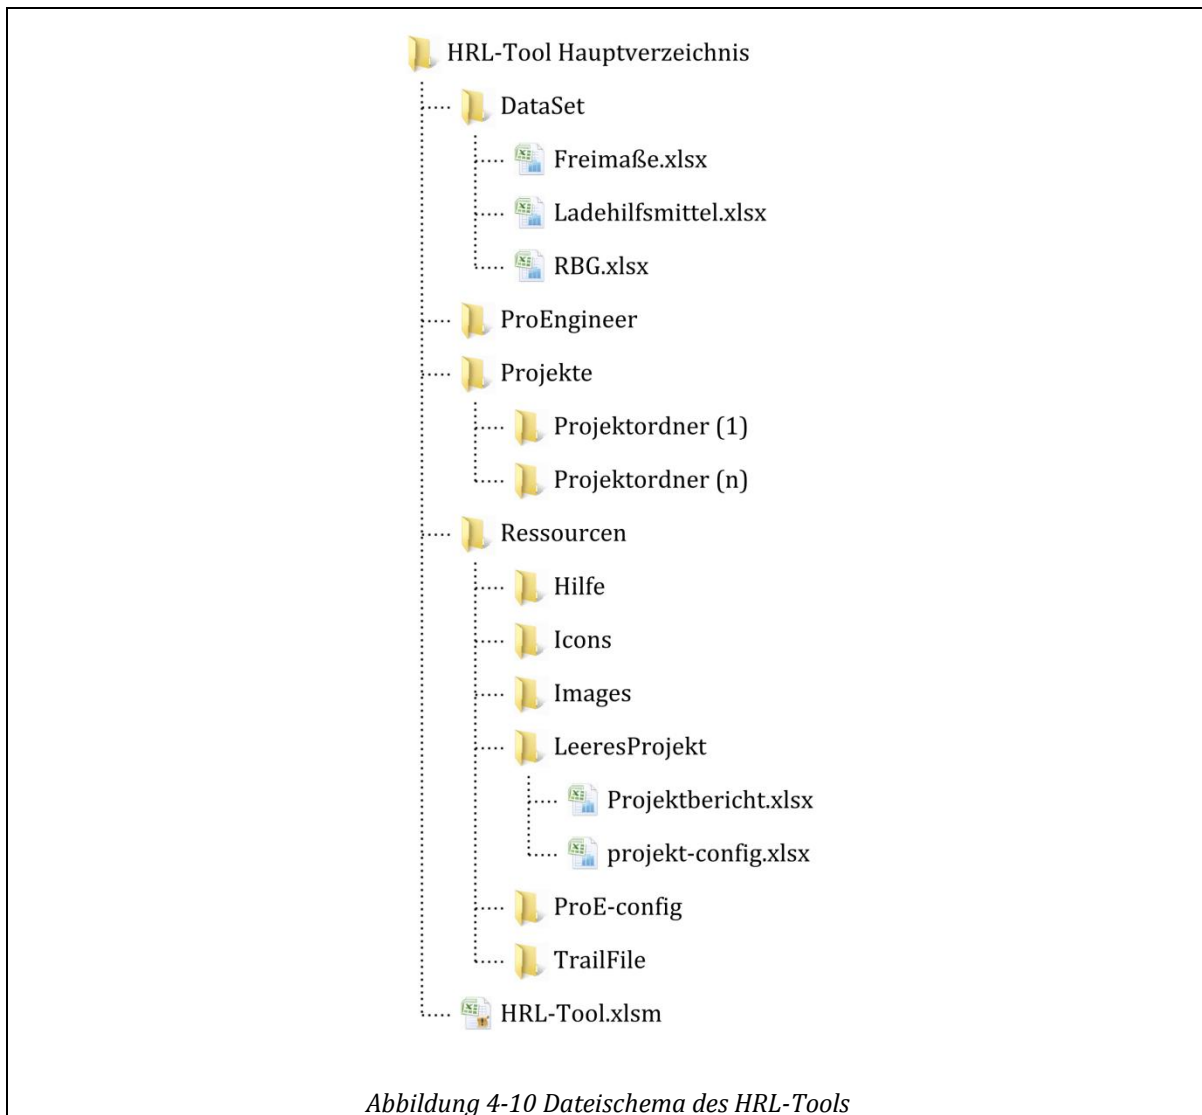 HRL-Tool Hauptverzeichnis
DataSet
Freimaße.xlsx
Ladehilfsmittel.xlsx
RBG.xlsx
ProEngineer
Projekte
Projektordner (1)
Projektordner (n)
Ressourcen
Hilfe
Icons
Images
LeeresProjekt
Projektbericht.xlsx
projekt-config.xlsx
ProE-config
TrailFile
HRL-Tool.xlsm
Abbildung 4-10 Dateischema des HRL-Tools